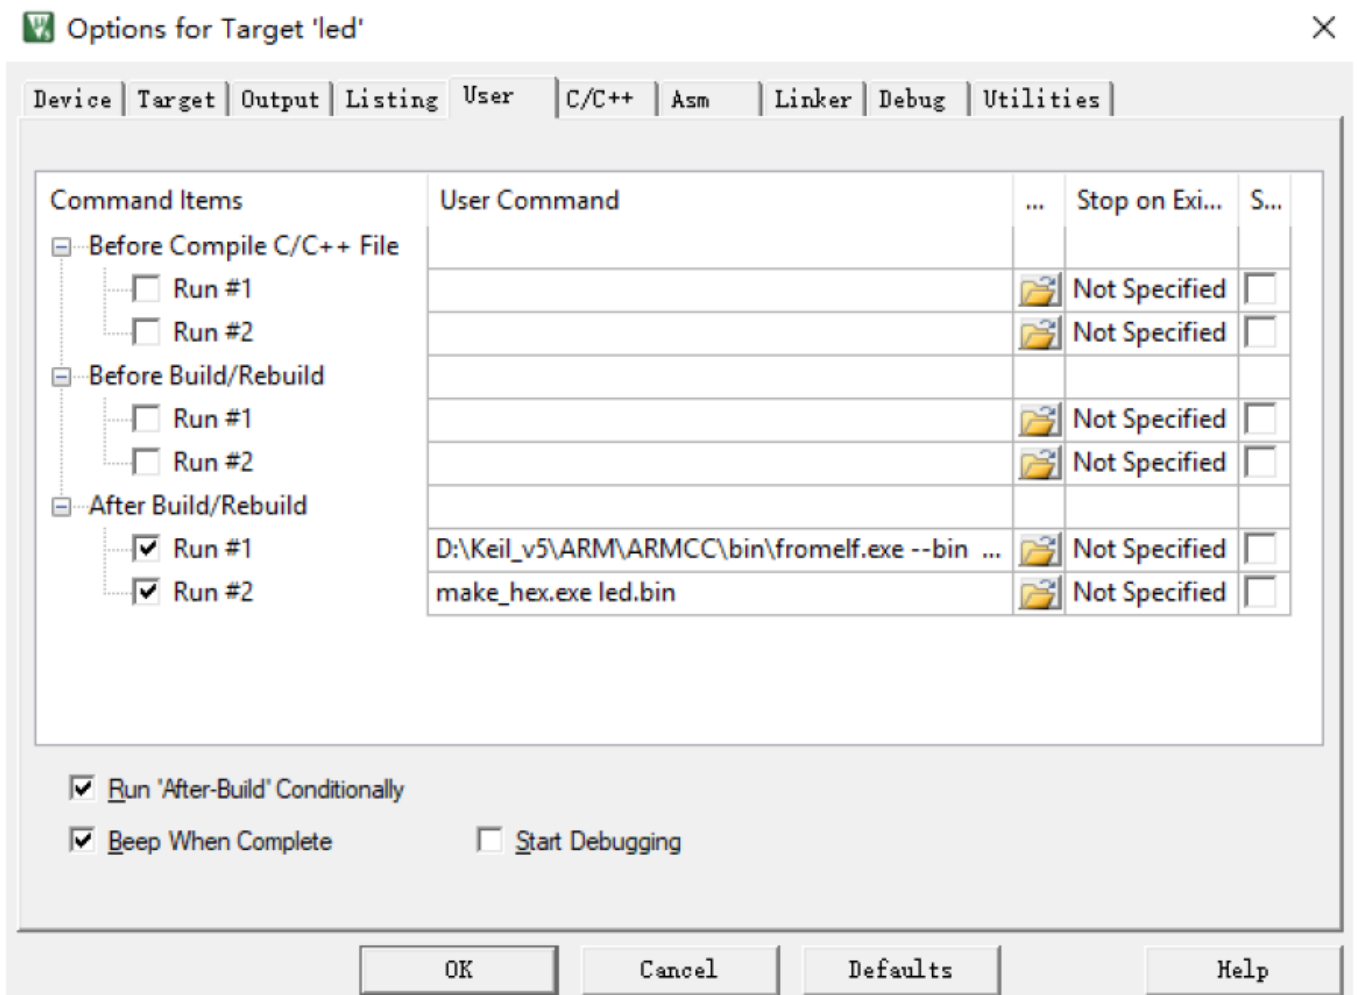 Options for Target 'led'
Device Target Output Listing User C/C++ Asm Linker Debug Utilities
Command Items User Command ... Stop on Exi... S...
Before Compile C/C++ File
Run #1 Not Specified
Run #2 Not Specified
Before Build/Rebuild
Run #1 Not Specified
Run #2 Not Specified
After Build/Rebuild
Run #1 D:\Keil_v5\ARM\ARMCC\bin\fromelf.exe --bin ... Not Specified
Run #2 make_hex.exe led.bin Not Specified
Run 'After-Build' Conditionally
Beep When Complete Start Debugging
OK Cancel Defaults Help